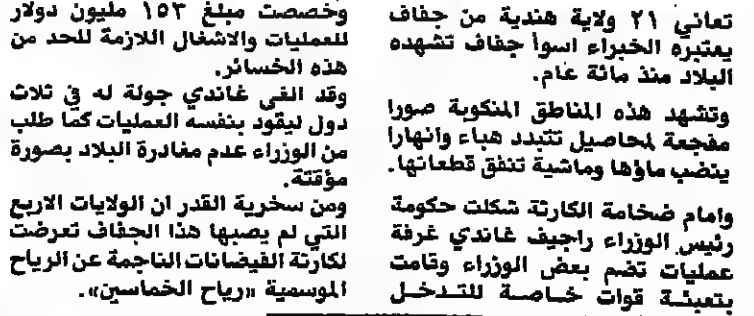 تعاني ٢١ ولاية هندية من جفاف
يعتبره الخبراء اسوا جفاف تشهده
البلاد منذ مائة عام.
وتشهد هذه المناطق المنكوبة صورا
مفجعة لمحاصيل تتبدد هباء وانهارا
ينضب ماؤها وماشية تنفق قطعانها.
وامام ضخامة الكارثة شكلت حكومة
رئيس الوزراء راجيف غاندي غرفة
عمليات تضم بعض الوزراء وقامت
بتعبئة قوات خاصة للتدخل
وخصصت مبلغ ١٥٣ مليون دولار
للعمليات والاشغال اللازمة للحد من
هذه الخسائر.
وقد الغى غاندي جولة له في ثلاث
دول ليقود بنفسه العمليات كما طلب
من الوزراء عدم مغادرة البلاد بصورة
مؤقتة.
ومن سخرية القدر ان الولايات الاربع
التي لم يصبها هذا الجفاف تعرضت
لكارثة الفيضانات الناجمة عن الرياح
الموسمية «رياح الخماسين».